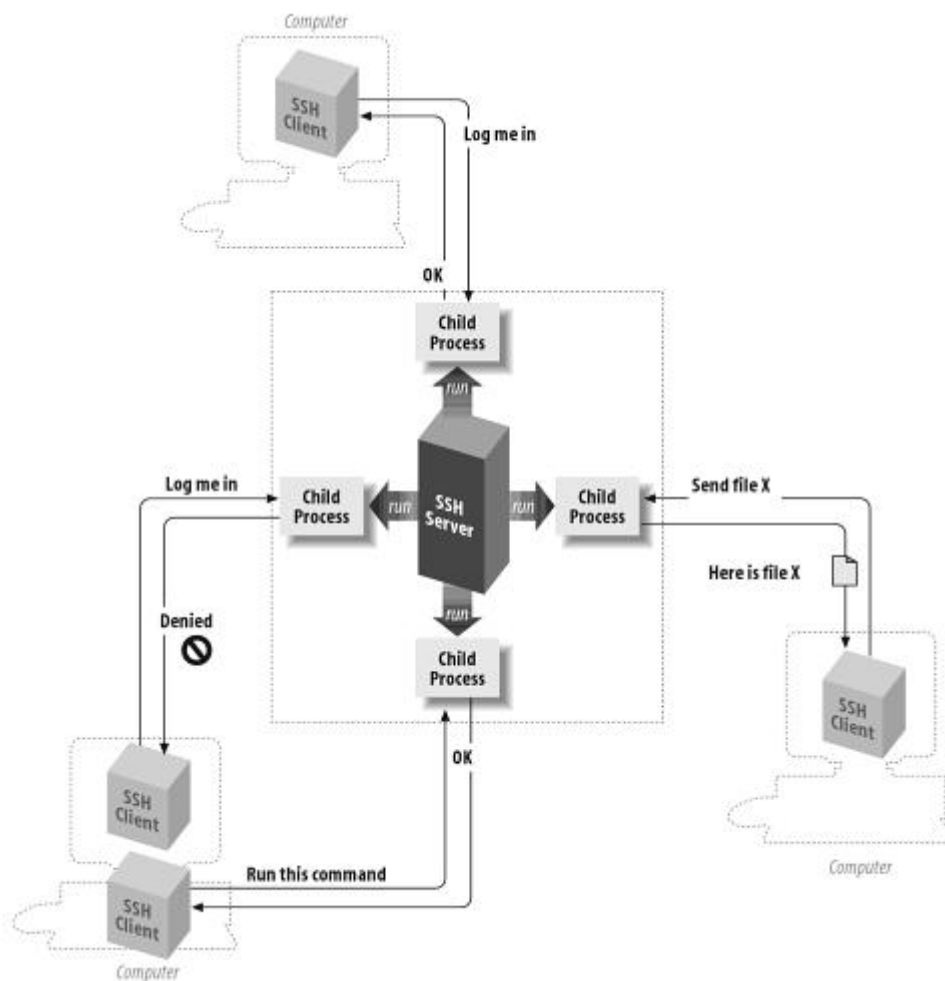 Computer
SSH
Client
Log me in
OK
Child
Process
run
Log me in
Child
Process
run
SSH
Server
run
Child
Process
Send file X
Here is file X
Denied
run
Child
Process
OK
SSH
Client
SSH
Client
Run this command
SSH
Client
Computer
Computer